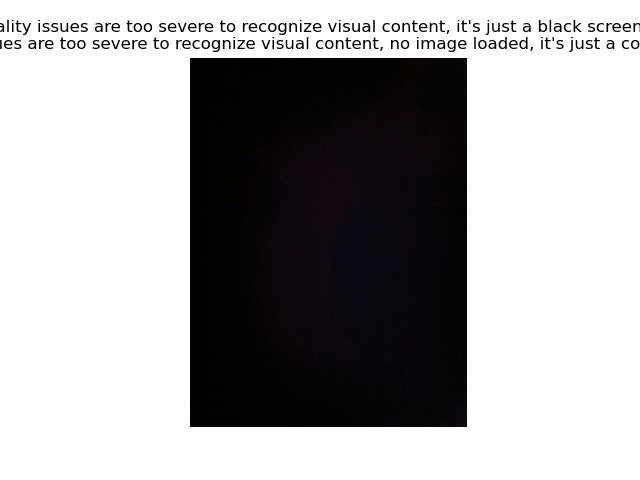 ality issues are too severe to recognize visual content, it's just a black screen
ues are too severe to recognize visual content, no image loaded, it's just a co